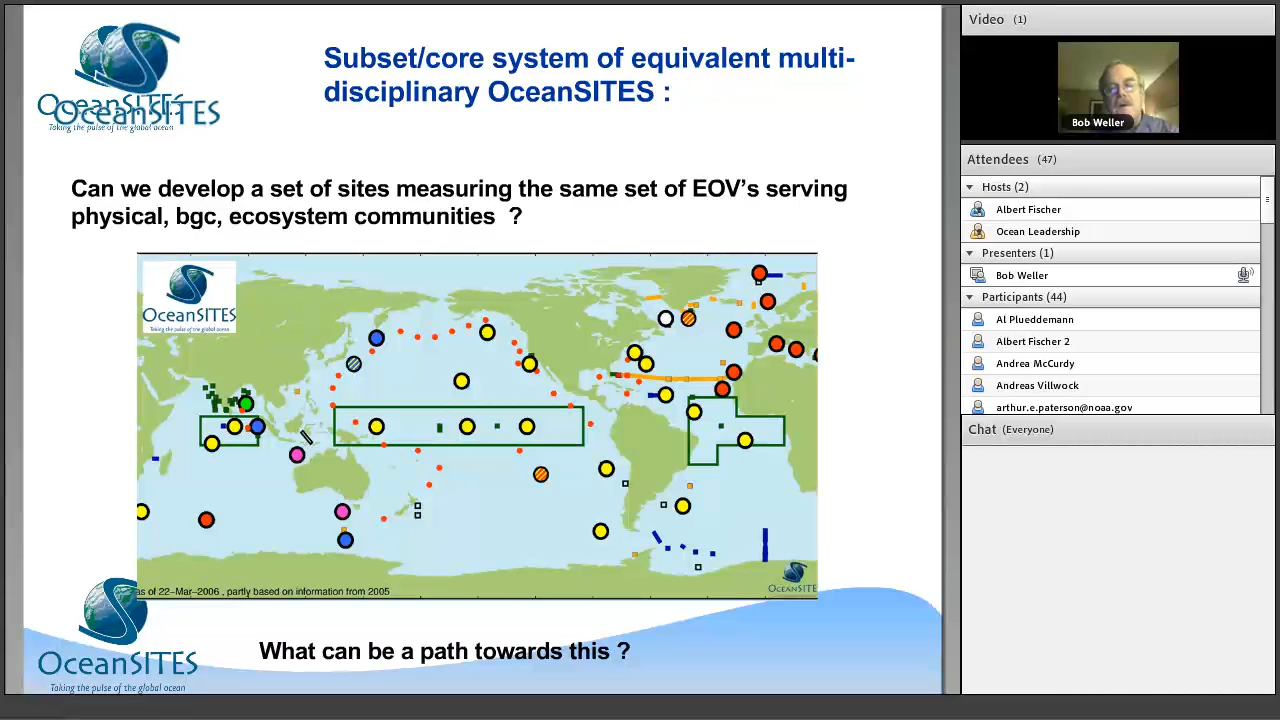 OceanSITES
OceanSITES
Taking the pulse of the global ocean
Subset/core system of equivalent multi-
disciplinary OceanSITES :
Can we develop a set of sites measuring the same set of EOV’s serving
physical, bgc, ecosystem communities ?
OceanSITES
Taking the pulse of the global ocean
as of 22-Mar-2006 , partly based on information from 2005
OceanSITES
OceanSITES
Taking the pulse of the global ocean
What can be a path towards this ?
Video (1)
Bob Weller
Attendees (47)
Hosts (2)
Albert Fischer
Ocean Leadership
Presenters (1)
Bob Weller
Participants (44)
Al Plueddemann
Albert Fischer 2
Andrea McCurdy
Andreas Villwock
arthur.e.paterson@noaa.gov
Chat (Everyone)